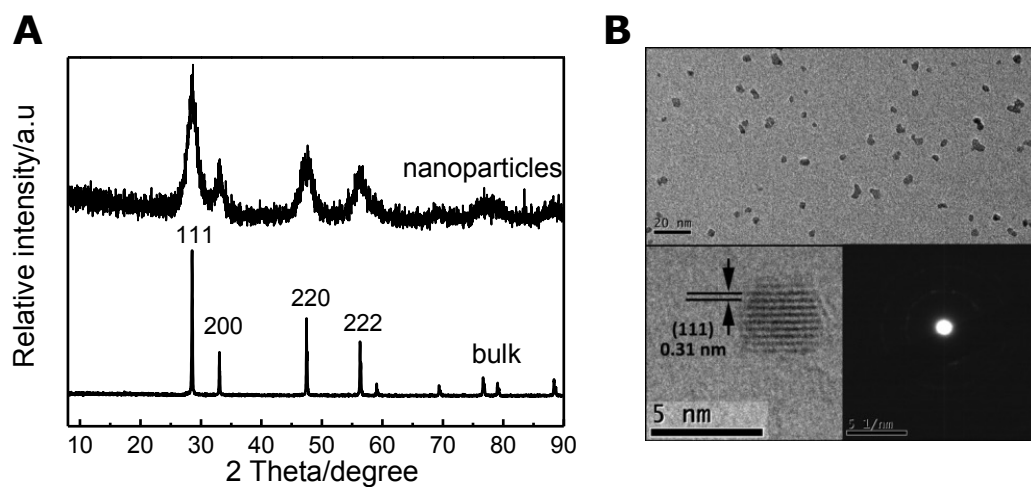 A
Relative intensity/a.u
nanoparticles
111
200
220
222
bulk
10 20 30 40 50 60 70 80 90
2 Theta/degree
B
20 nm
(111)
0.31 nm
5 nm
5 1/nm